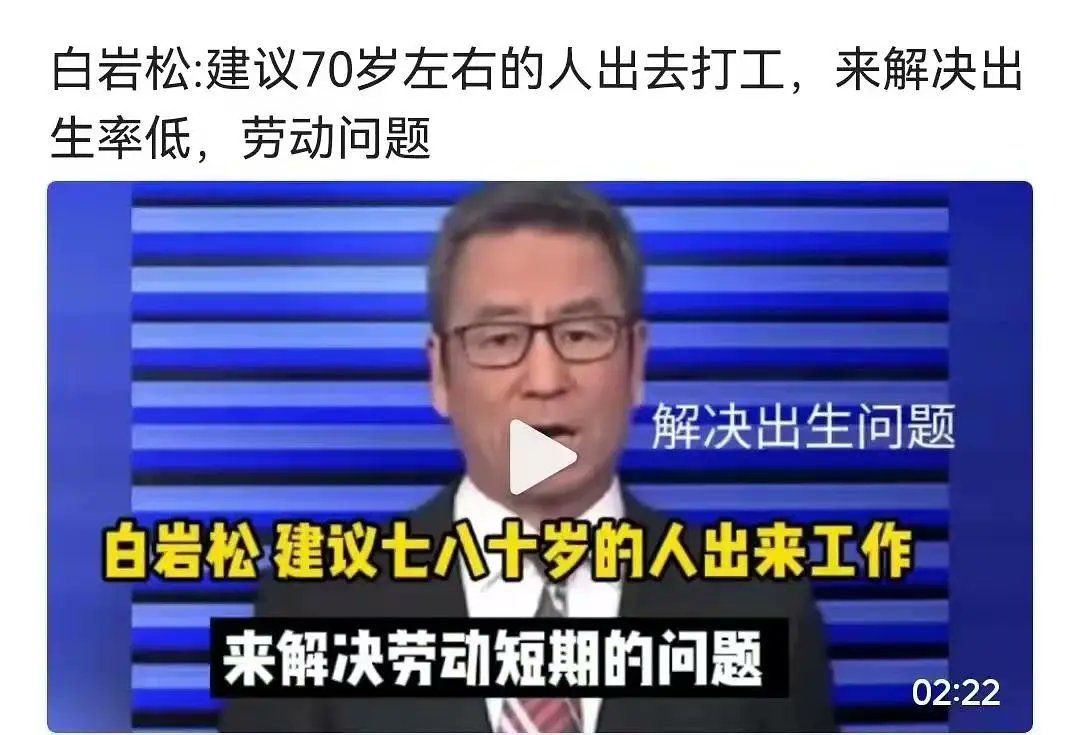 白岩松:建议70岁左右的人出去打工，来解决出
生率低，劳动问题
解决出生问题
白岩松 建议七八十岁的人出来工作
来解决劳动短期的问题
02:22